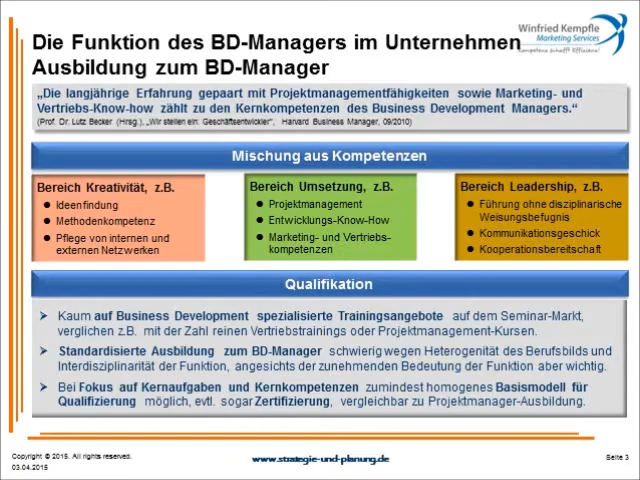 Winfried Kempfle
Marketing Services
Kompetenz schafft Effizienz!
Die Funktion des BD-Managers im Unternehmen
Ausbildung zum BD-Manager
„Die langjährige Erfahrung gepaart mit Projektmanagementfähigkeiten sowie Marketing- und
Vertriebs-Know-how zählt zu den Kernkompetenzen des Business Development Managers.“
(Prof. Dr. Lutz Becker (Hrsg.), „Wir stellen ein: Geschäftsentwickler“, Harvard Business Manager, 09/2010)
Mischung aus Kompetenzen
Bereich Kreativität, z.B.
● Ideenfindung
● Methodenkompetenz
● Pflege von internen und
externen Netzwerken
Bereich Umsetzung, z.B.
● Projektmanagement
● Entwicklungs-Know-How
● Marketing- und Vertriebs-
kompetenzen
Bereich Leadership, z.B.
● Führung ohne disziplinarische
Weisungsbefugnis
● Kommunikationsgeschick
● Kooperationsbereitschaft
Qualifikation
➢ Kaum auf Business Development spezialisierte Trainingsangebote auf dem Seminar-Markt,
verglichen z.B. mit der Zahl reinen Vertriebstrainings oder Projektmanagement-Kursen.
➢ Standardisierte Ausbildung zum BD-Manager schwierig wegen Heterogenität des Berufsbilds und
Interdisziplinarität der Funktion, angesichts der zunehmenden Bedeutung der Funktion aber wichtig.
➢ Bei Fokus auf Kernaufgaben und Kernkompetenzen zumindest homogenes Basismodell für
Qualifizierung möglich, evtl. sogar Zertifizierung, vergleichbar zu Projektmanager-Ausbildung.
Copyright © 2015. All rights reserved.
03.04.2015
www.strategie-und-planung.de
Seite 3